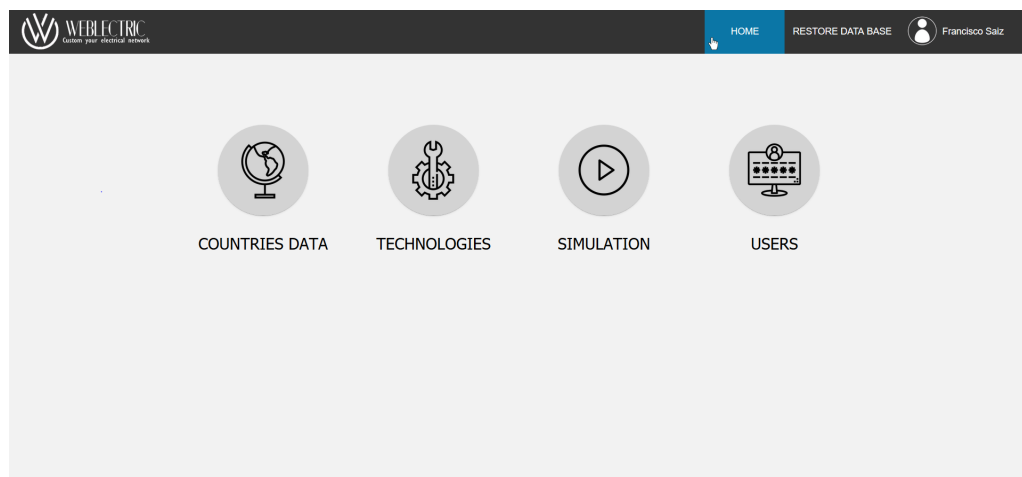 WEBLECTRIC
Custom your electrical network
HOME
RESTORE DATA BASE
Francisco Saiz
COUNTRIES DATA
TECHNOLOGIES
SIMULATION
USERS